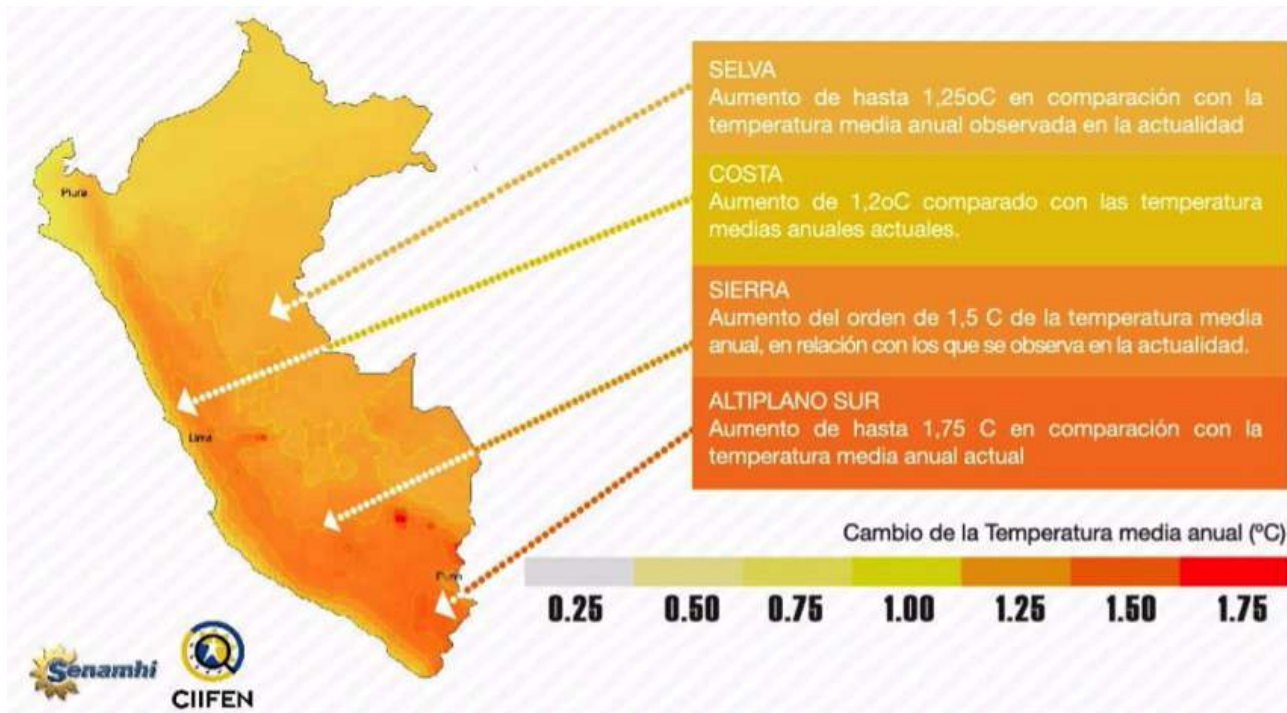 SELVA
Aumento de hasta 1,25oC en comparación con la
temperatura media anual observada en la actualidad
COSTA
Aumento de 1,2oC comparado con las temperatura
medias anuales actuales.
SIERRA
Aumento del orden de 1,5 C de la temperatura media
anual, en relación con los que se observa en la actualidad.
ALTIPLANO SUR
Aumento de hasta 1,75 C en comparación con la
temperatura media anual actual
Piura
Lima
Puno
Cambio de la Temperatura media anual (ºC)
0.25 0.50 0.75 1.00 1.25 1.50 1.75
Senamhi
CIIFEN